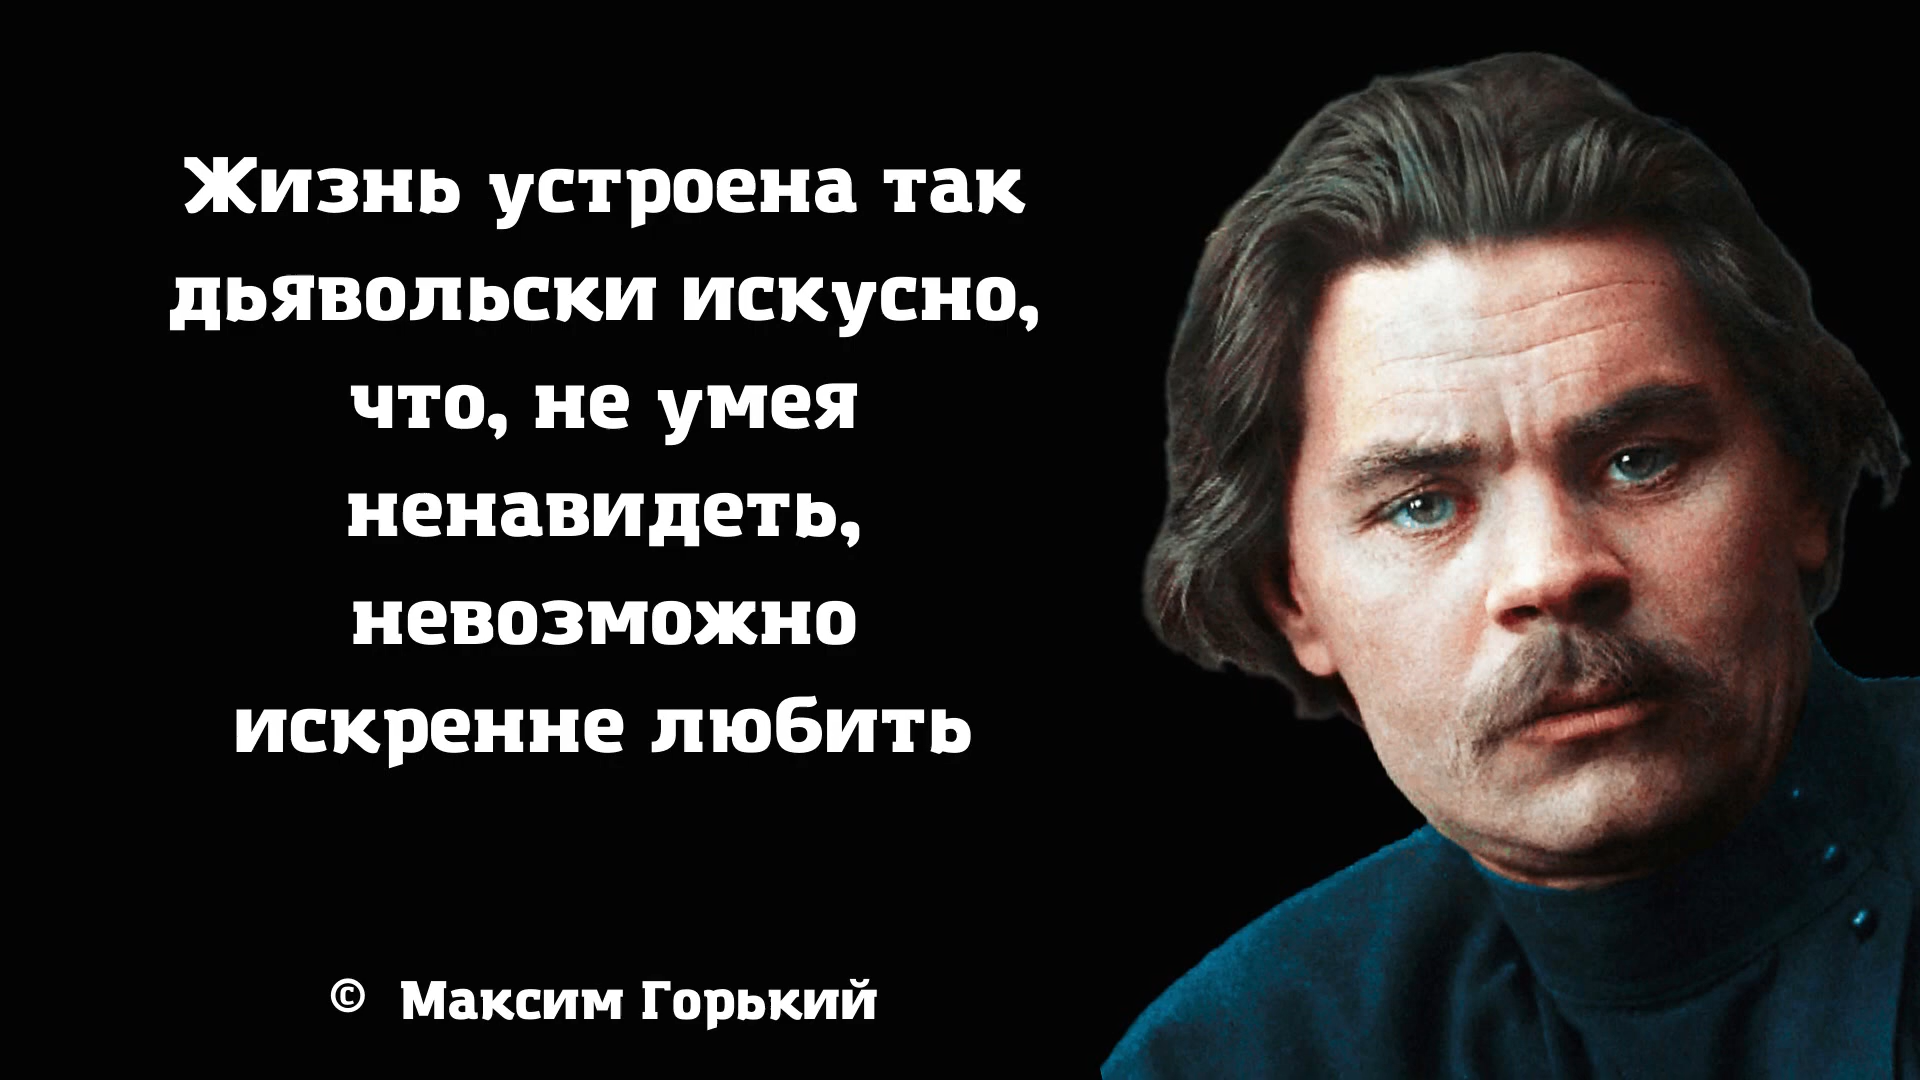 Жизнь устроена так
дьявольски искусно,
что, не умея
ненавидеть,
невозможно
искренне любить
© Максим Горький